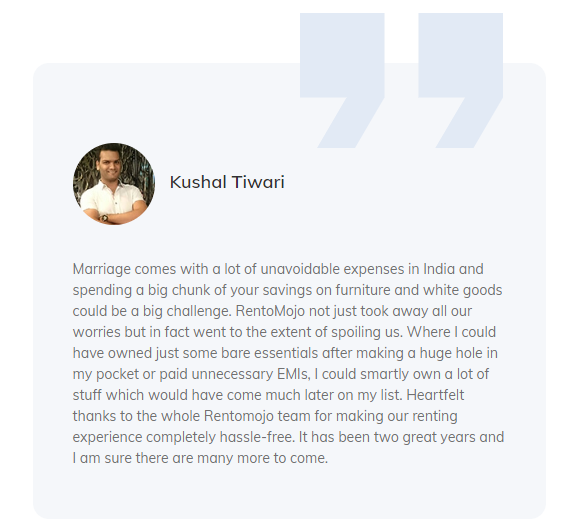 Kushal Tiwari
Marriage comes with a lot of unavoidable expenses in India and
spending a big chunk of your savings on furniture and white goods
could be a big challenge. RentoMojo not just took away all our
worries but in fact went to the extent of spoiling us. Where I could
have owned just some bare essentials after making a huge hole in
my pocket or paid unnecessary EMIs, I could smartly own a lot of
stuff which would have come much later on my list. Heartfelt
thanks to the whole Rentomojo team for making our renting
experience completely hassle-free. It has been two great years and
I am sure there are many more to come.